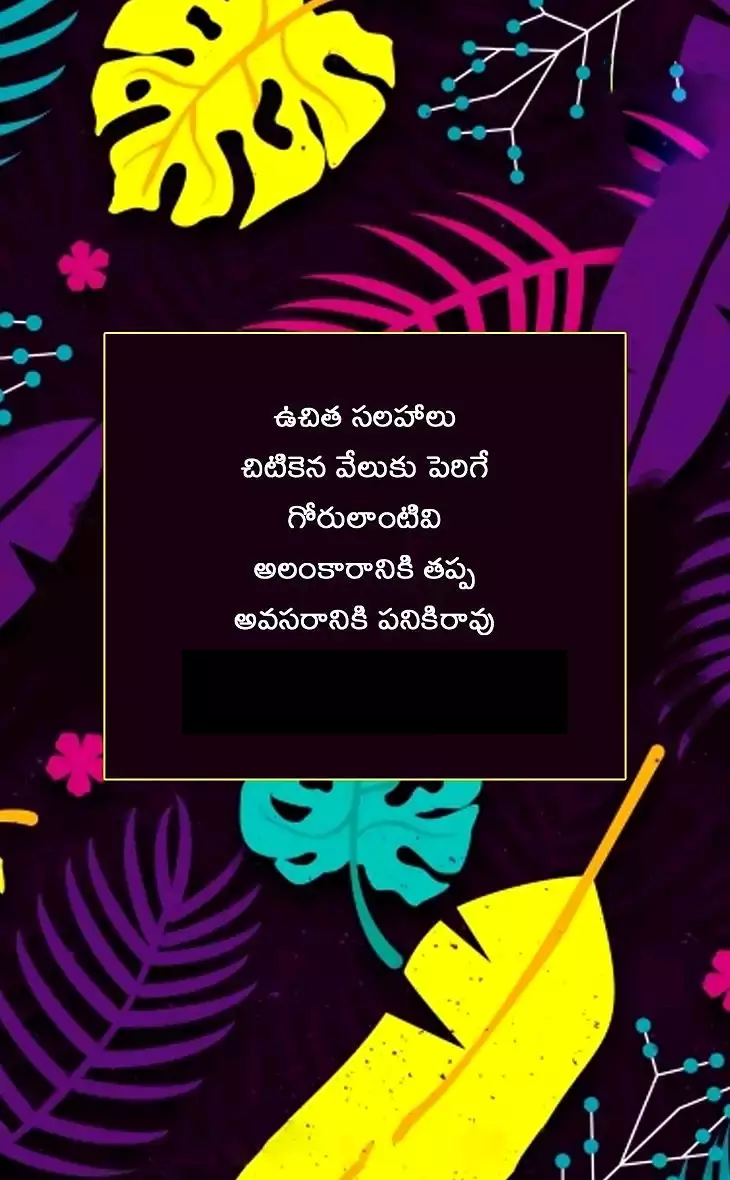 ఉచిత సలహాలు
చిటికెన వేలుకు పెరిగే
గోరులాంటివి
అలంకారానికి తప్ప
అవసరానికి పనికిరావు